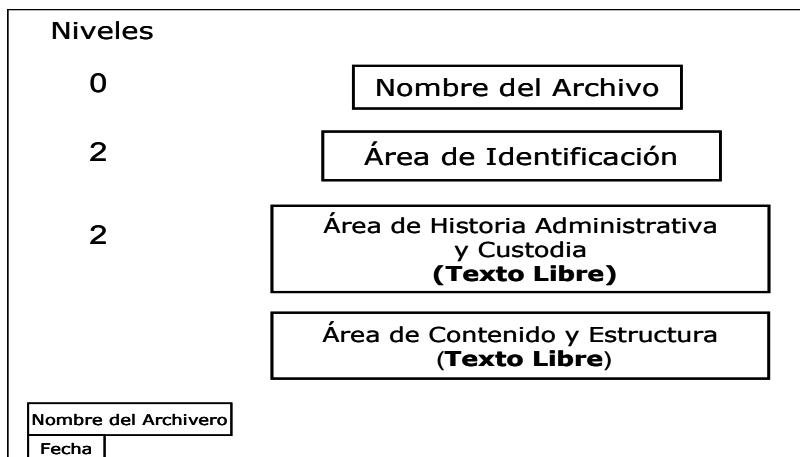 Niveles
0
Nombre del Archivo
2
Área de Identificación
2
Área de Historia Administrativa
y Custodia
(Texto Libre)
Área de Contenido y Estructura
(Texto Libre)
Nombre del Archivero
Fecha